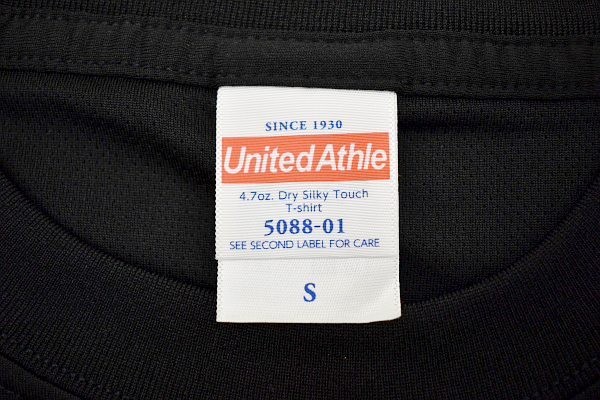 SINCE 1930
United Athle
4.7oz. Dry Silky Touch
T-shirt
5088-01
SEE SECOND LABEL FOR CARE
S